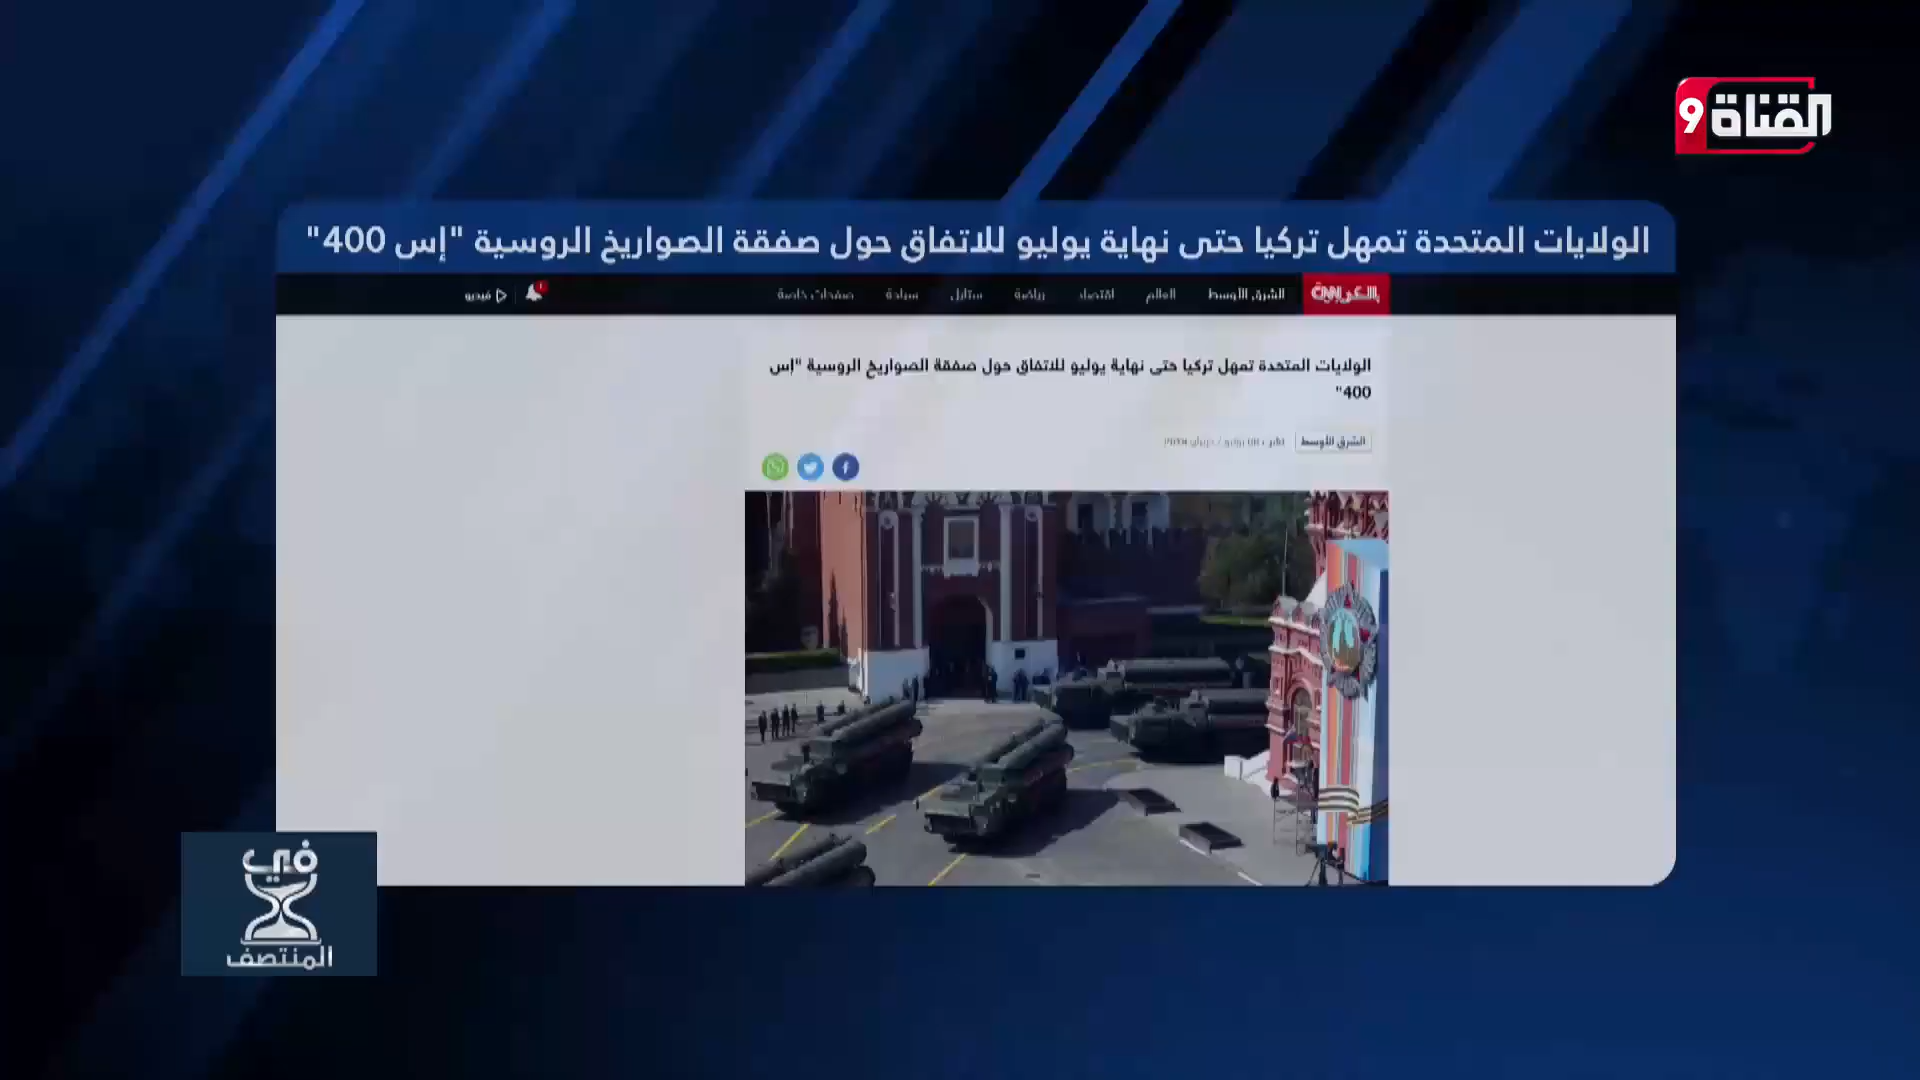 القناة 9
الولايات المتحدة تمهل تركيا حتى نهاية يوليو للاتفاق حول صفقة الصواريخ الروسية "إس 400"
CNN بالعربية
الشرق الأوسط
العالم
اقتصاد
رياضة
ستايل
سياحة
صفحات خاصة
فيديو
الولايات المتحدة تمهل تركيا حتى نهاية يوليو للاتفاق حول صفقة الصواريخ الروسية "إس
400"
الشرق الأوسط
في
المنتصف